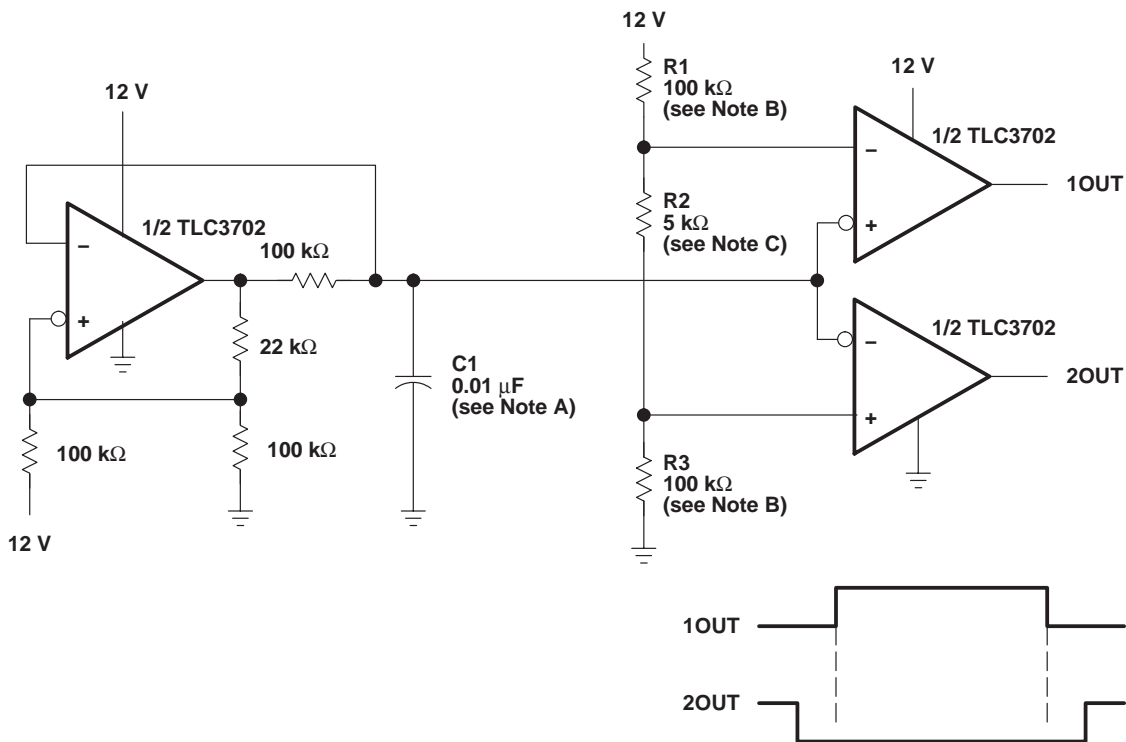 12 V
1/2 TLC3702
−
+
100 kΩ
22 kΩ
100 kΩ
100 kΩ
12 V
C1
0.01 μF
(see Note A)
12 V
R1
100 kΩ
(see Note B)
R2
5 kΩ
(see Note C)
R3
100 kΩ
(see Note B)
12 V
1/2 TLC3702
−
+
1OUT
1/2 TLC3702
−
+
2OUT
1OUT
2OUT